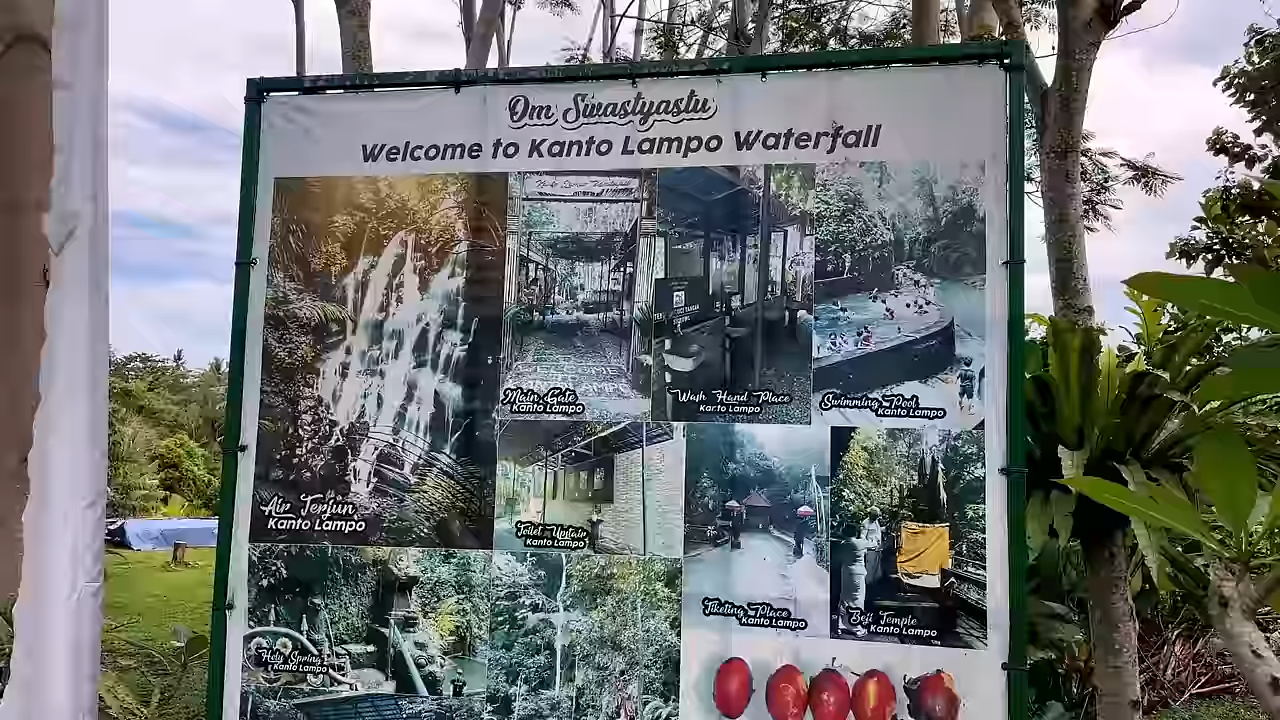 Om Swastyastu
Welcome to Kanto Lampo Waterfall
Air Terjun
Kanto Lampo
Main Gate
Kanto Lampo
Wash Hand Place
Kanto Lampo
Swimming Pool
Kanto Lampo
Toilet Upstair
Kanto Lampo
Tiketing Place
Kanto Lampo
Beji Temple
Kanto Lampo
Holy Spring
Kanto Lampo